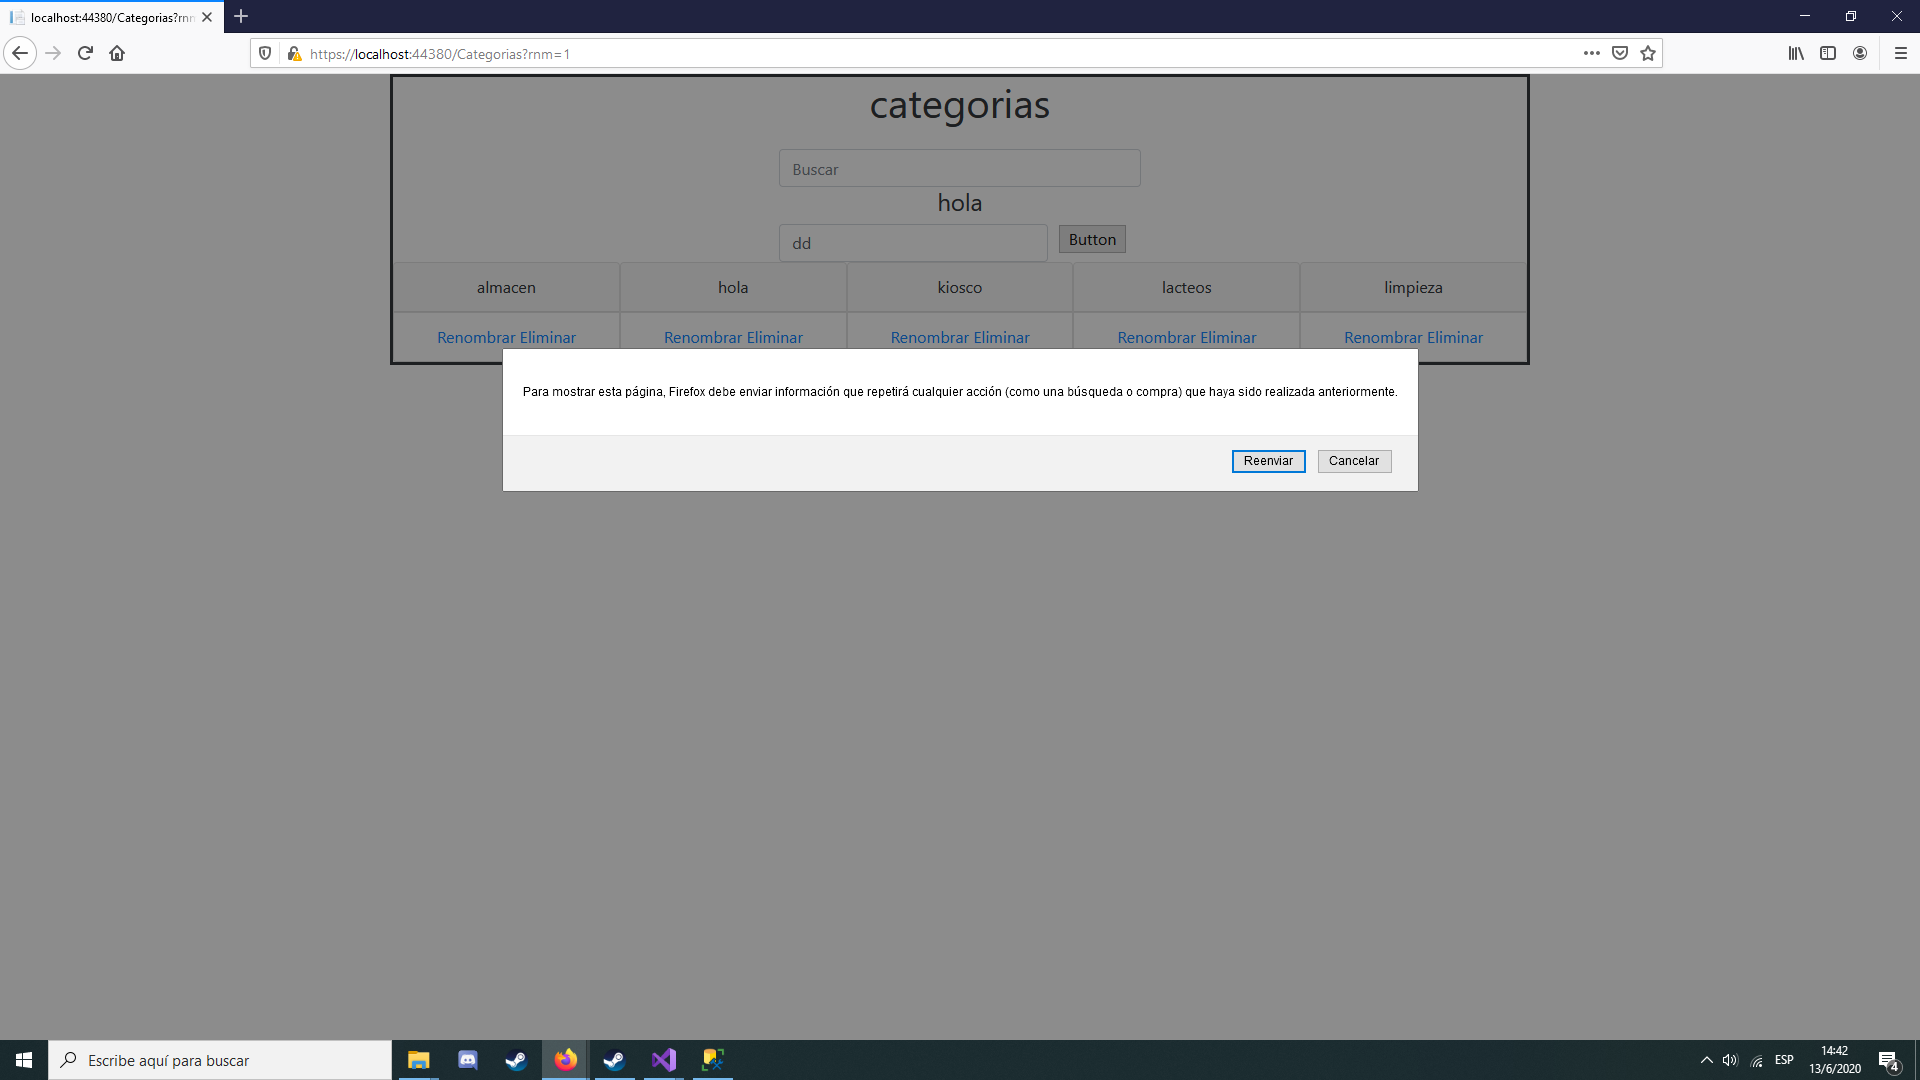 localhost:44380/Categorias?rnm
https://localhost:44380/Categorias?rnm=1
categorias
Buscar
hola
dd Button
almacen hola kiosco lacteos limpieza
Renombrar Eliminar Renombrar Eliminar Renombrar Eliminar Renombrar Eliminar Renombrar Eliminar
Para mostrar esta página, Firefox debe enviar información que repetirá cualquier acción (como una búsqueda o compra) que haya sido realizada anteriormente.
Reenviar Cancelar
Escribe aquí para buscar
ESP
14:42
13/6/2020
4